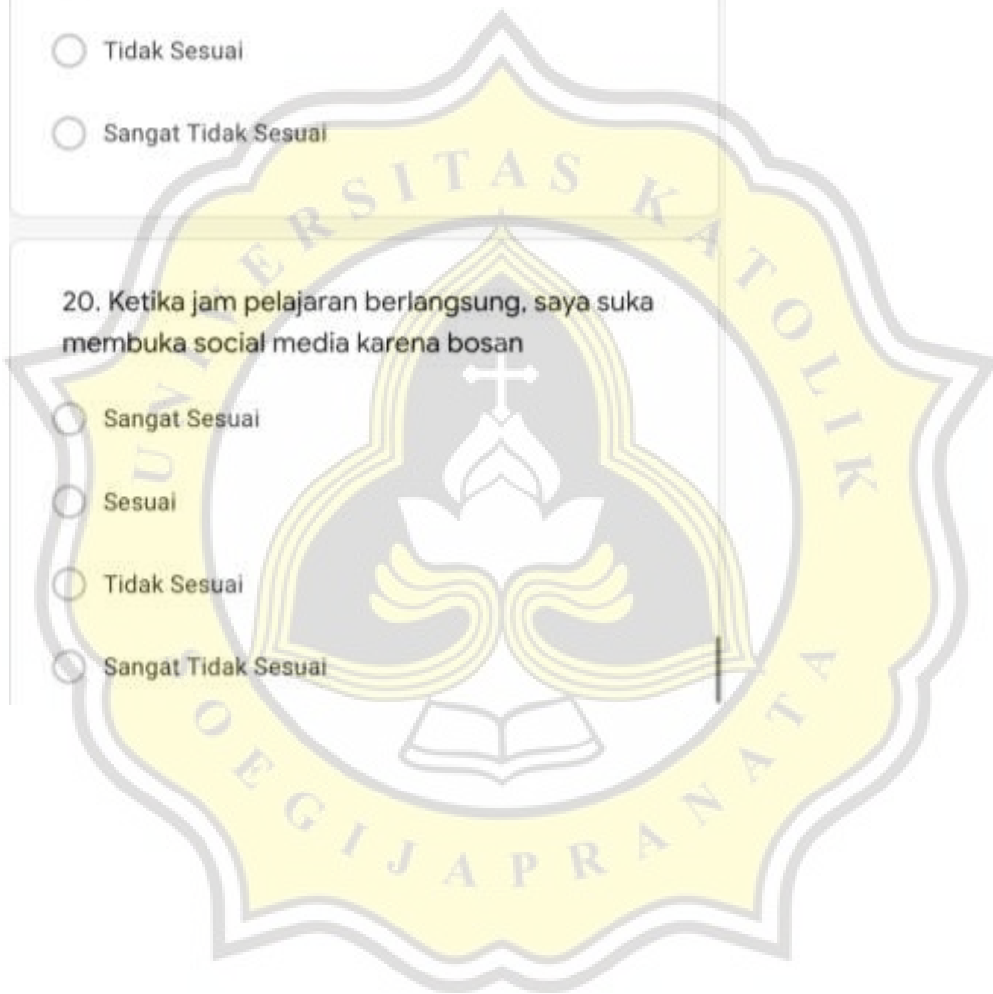 Tidak Sesuai
Sangat Tidak Sesuai
UNIVERSITAS KATOLIK
20. Ketika jam pelajaran berlangsung, saya suka
membuka social media karena bosan
Sangat Sesuai
Sesuai
Tidak Sesuai
Sangat Tidak Sesuai
SOEGIJAPRANATA